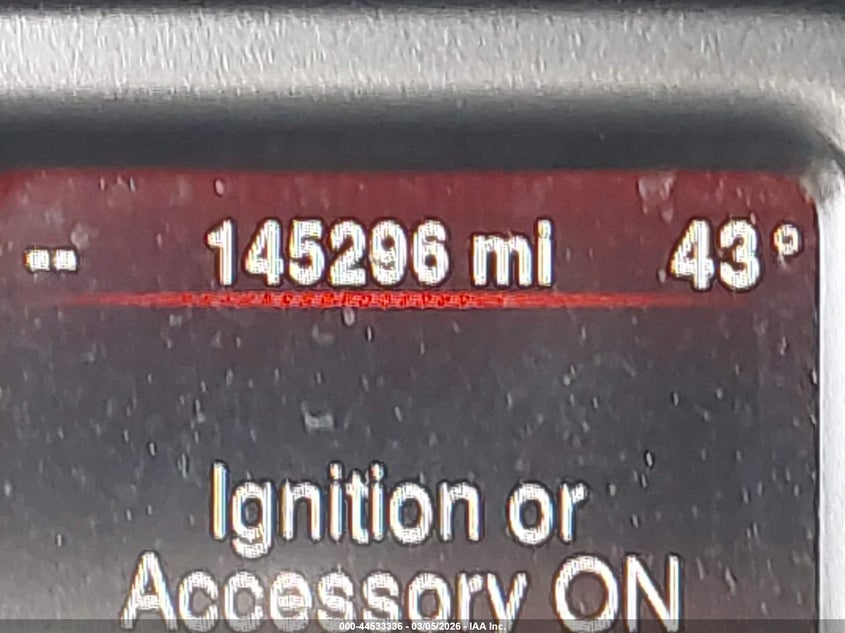 -- 145296 mi 43°
Ignition or
Accessory ON
000-44533336 - 03/05/2026 - IAA Inc.